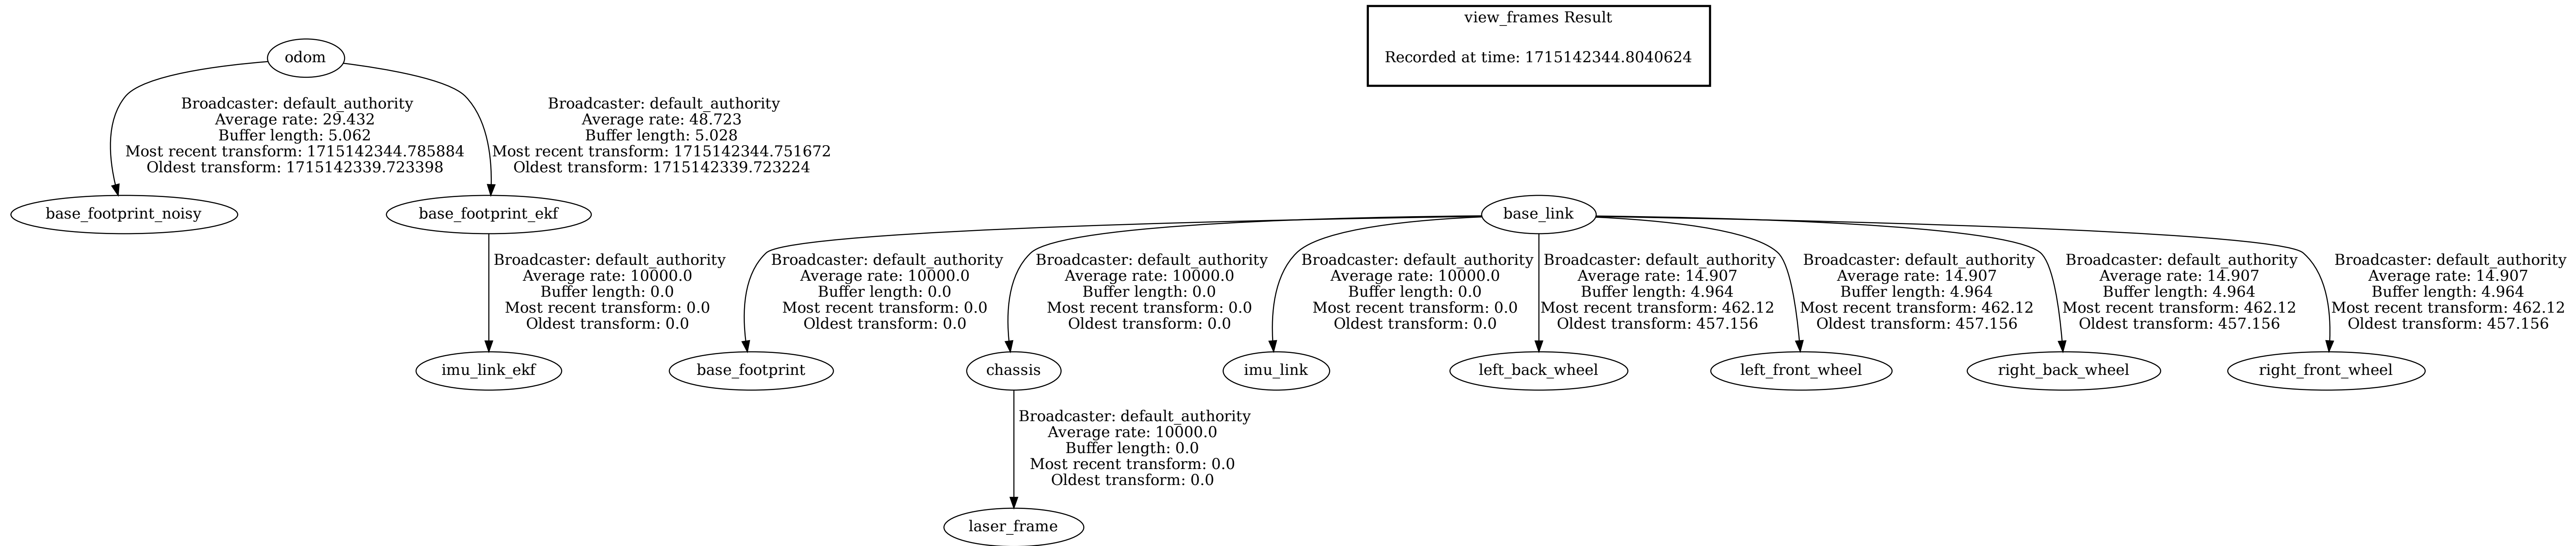 view_frames Result
Recorded at time: 1715142344.8040624
odom
Broadcaster: default_authority
Average rate: 29.432
Buffer length: 5.062
Most recent transform: 1715142344.785884
Oldest transform: 1715142339.723398
Broadcaster: default_authority
Average rate: 48.723
Buffer length: 5.028
Most recent transform: 1715142344.751672
Oldest transform: 1715142339.723224
base_footprint_noisy
base_footprint_ekf
base_link
Broadcaster: default_authority
Average rate: 10000.0
Buffer length: 0.0
Most recent transform: 0.0
Oldest transform: 0.0
Broadcaster: default_authority
Average rate: 10000.0
Buffer length: 0.0
Most recent transform: 0.0
Oldest transform: 0.0
Broadcaster: default_authority
Average rate: 10000.0
Buffer length: 0.0
Most recent transform: 0.0
Oldest transform: 0.0
Broadcaster: default_authority
Average rate: 10000.0
Buffer length: 0.0
Most recent transform: 0.0
Oldest transform: 0.0
Broadcaster: default_authority
Average rate: 14.907
Buffer length: 4.964
Most recent transform: 462.12
Oldest transform: 457.156
Broadcaster: default_authority
Average rate: 14.907
Buffer length: 4.964
Most recent transform: 462.12
Oldest transform: 457.156
Broadcaster: default_authority
Average rate: 14.907
Buffer length: 4.964
Most recent transform: 462.12
Oldest transform: 457.156
Broadcaster: default_authority
Average rate: 14.907
Buffer length: 4.964
Most recent transform: 462.12
Oldest transform: 457.156
imu_link_ekf
base_footprint
chassis
imu_link
left_back_wheel
left_front_wheel
right_back_wheel
right_front_wheel
Broadcaster: default_authority
Average rate: 10000.0
Buffer length: 0.0
Most recent transform: 0.0
Oldest transform: 0.0
laser_frame